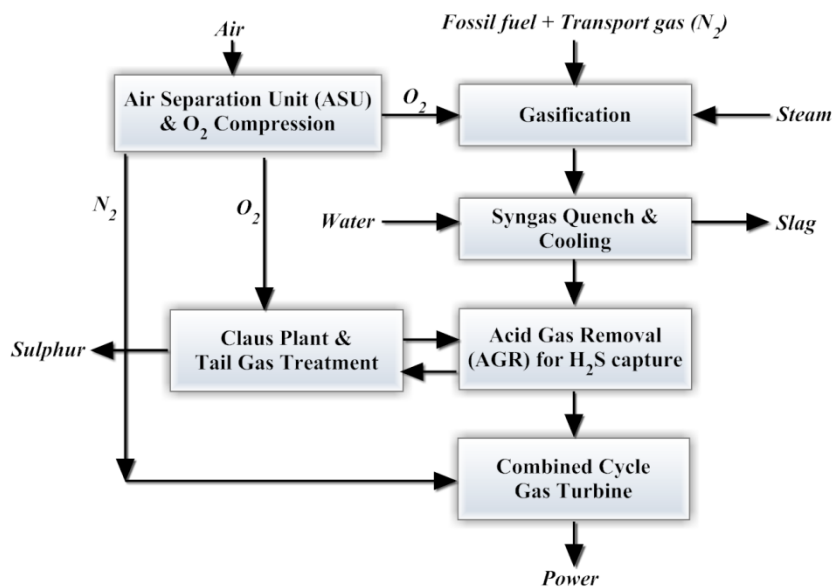 Air
Fossil fuel + Transport gas (N₂)
Air Separation Unit (ASU)
& O₂ Compression
O₂
Gasification
Steam
N₂
O₂
Water
Syngas Quench &
Cooling
Slag
Sulphur
Claus Plant &
Tail Gas Treatment
Acid Gas Removal
(AGR) for H₂S capture
Combined Cycle
Gas Turbine
Power